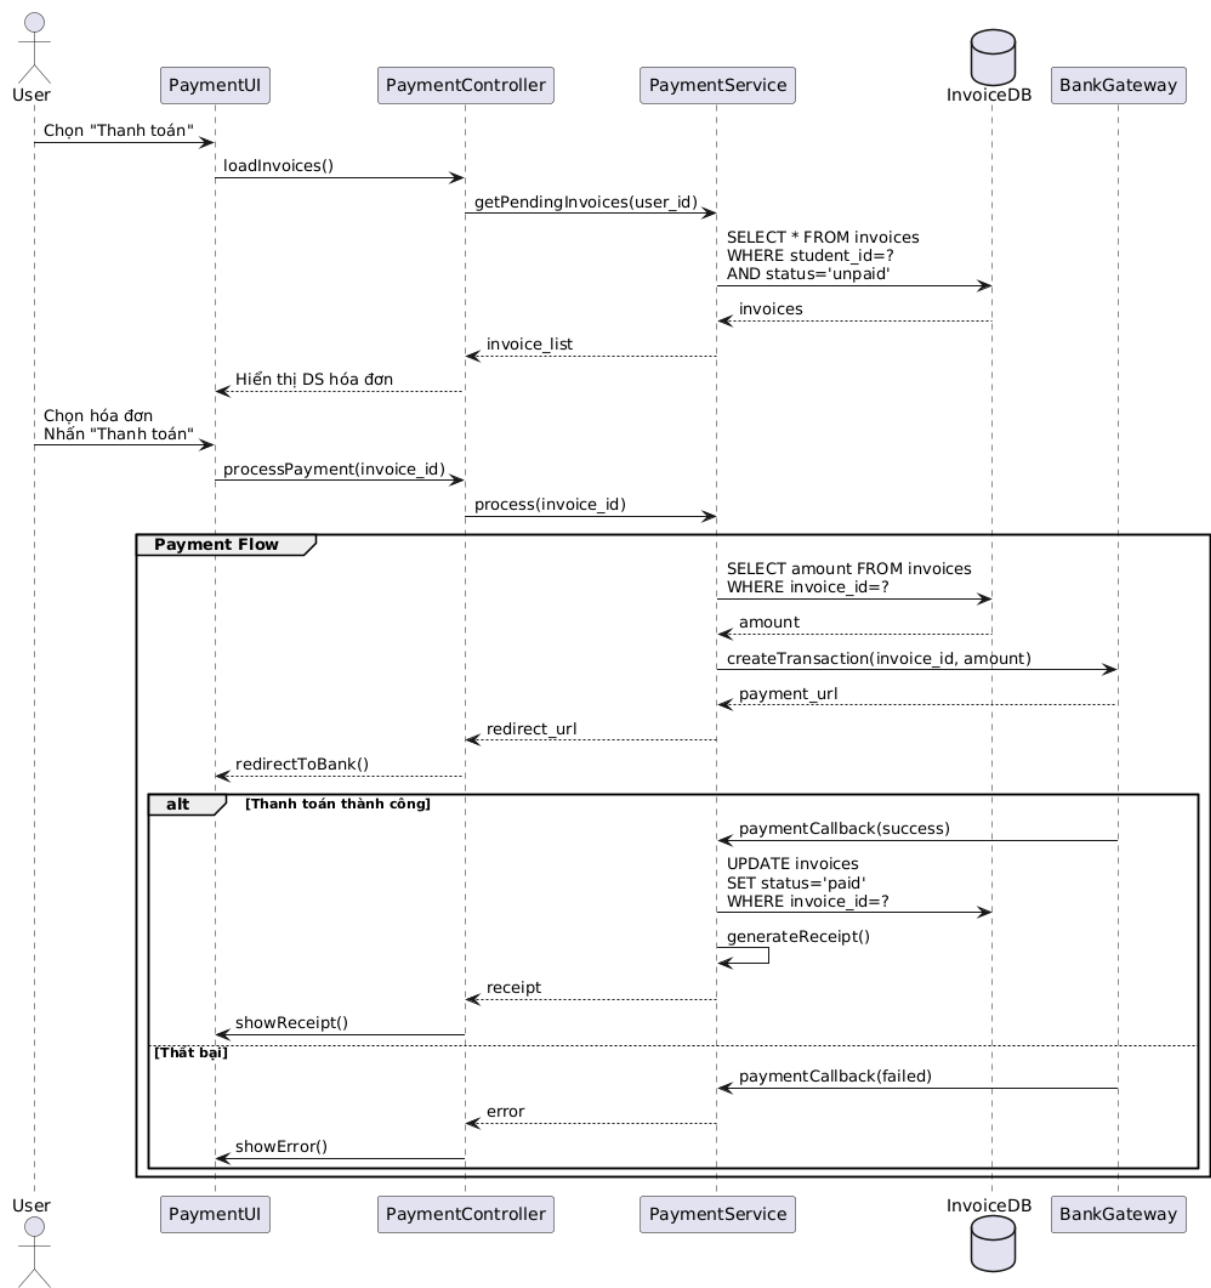 User
PaymentUI
PaymentController
PaymentService
InvoiceDB
BankGateway
Chọn "Thanh toán"
loadInvoices()
getPendingInvoices(user_id)
SELECT * FROM invoices
WHERE student_id=?
AND status='unpaid'
invoices
invoice_list
Hiển thị DS hóa đơn
Chọn hóa đơn
Nhấn "Thanh toán"
processPayment(invoice_id)
process(invoice_id)
Payment Flow
SELECT amount FROM invoices
WHERE invoice_id=?
amount
createTransaction(invoice_id, amount)
payment_url
redirect_url
redirectToBank()
alt [Thanh toán thành công]
paymentCallback(success)
UPDATE invoices
SET status='paid'
WHERE invoice_id=?
generateReceipt()
receipt
showReceipt()
[Thất bại]
paymentCallback(failed)
error
showError()
User
PaymentUI
PaymentController
PaymentService
InvoiceDB
BankGateway